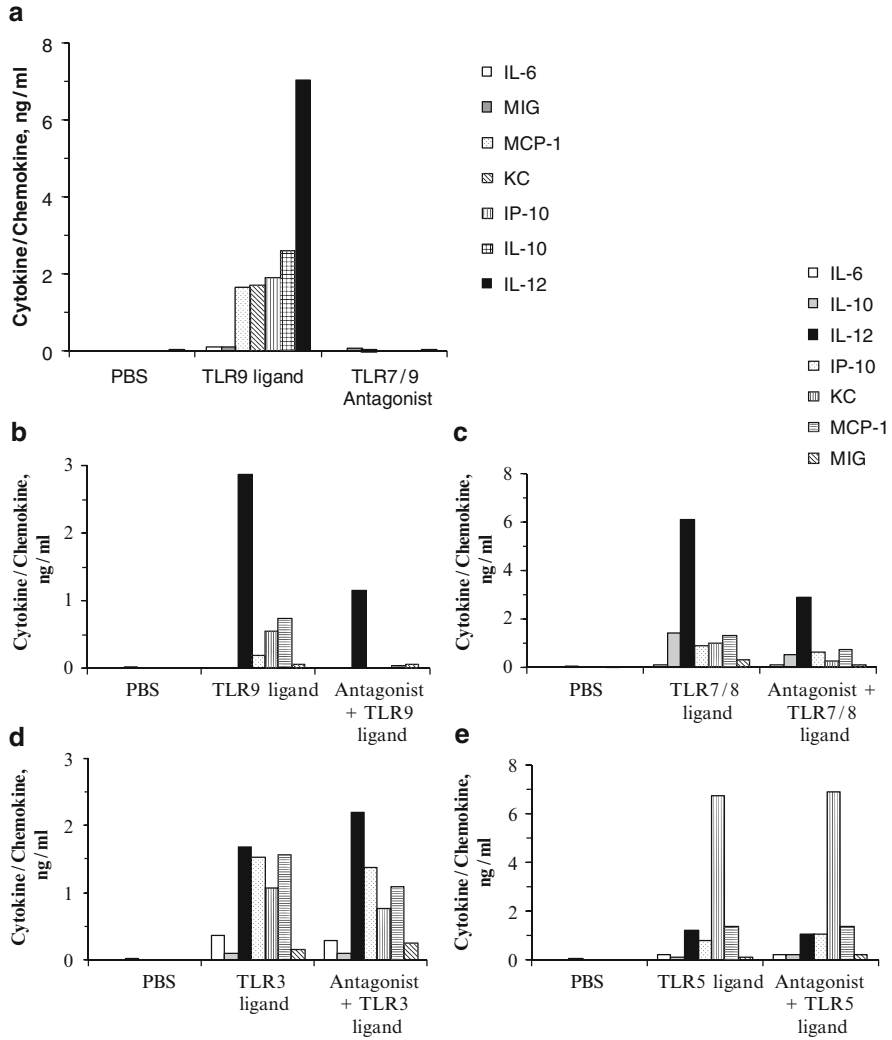 a
Cytokine/Chemokine, ng/ml
8
6
4
2
0
PBS
TLR9 ligand
TLR7/9
Antagonist
IL-6
MIG
MCP-1
KC
IP-10
IL-10
IL-12
IL-6
IL-10
IL-12
IP-10
KC
MCP-1
MIG
b
Cytokine/Chemokine,
ng/ml
3
2
1
0
PBS
TLR9 ligand
Antagonist
+ TLR9
ligand
c
Cytokine/Chemokine,
ng/ml
8
6
4
2
0
PBS
TLR7/8
ligand
Antagonist +
TLR7/8
ligand
d
Cytokine/Chemokine,
ng/ml
3
2
1
0
PBS
TLR3
ligand
Antagonist
+ TLR3
ligand
e
Cytokine/Chemokine,
ng/ml
8
6
4
2
0
PBS
TLR5 ligand
Antagonist
+ TLR5
ligand